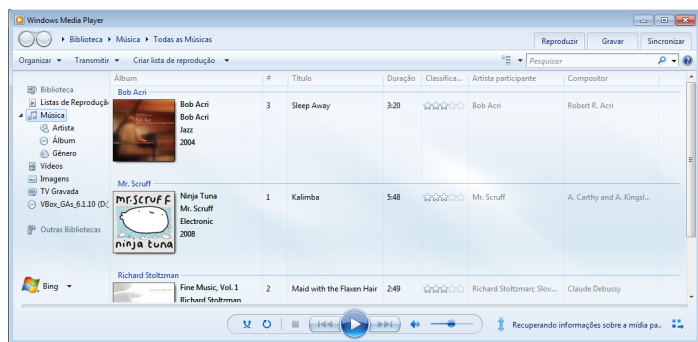 Windows Media Player
Biblioteca Música Todas as Músicas
Reproduzir Gravar Sincronizar
Organizar Transmitir Criar lista de reprodução Pesquisar
Álbum # Título Duração Classifica... Artista participante Compositor
Biblioteca
Listas de Reproduçã
Música
Artista
Álbum
Gênero
Vídeos
Imagens
TV Gravada
VBox_GAs_6.1.10 (D:)
Outras Bibliotecas
Bing
Bob Acri
Bob Acri 3 Sleep Away 3:20 Bob Acri Robert R. Acri
Bob Acri
Jazz
2004
Mr. Scruff
mr.scruff
ninja tuna
Ninja Tuna 1 Kalimba 5:48 Mr. Scruff A. Carthy and A. Kingsl...
Mr. Scruff
Electronic
2008
Richard Stoltzman
Fine Music, Vol. 1 2 Maid with the Flaxen Hair 2:49 Richard Stoltzman; Slov... Claude Debussy
Richard Stoltzman
Recuperando informações sobre a mídia pa..